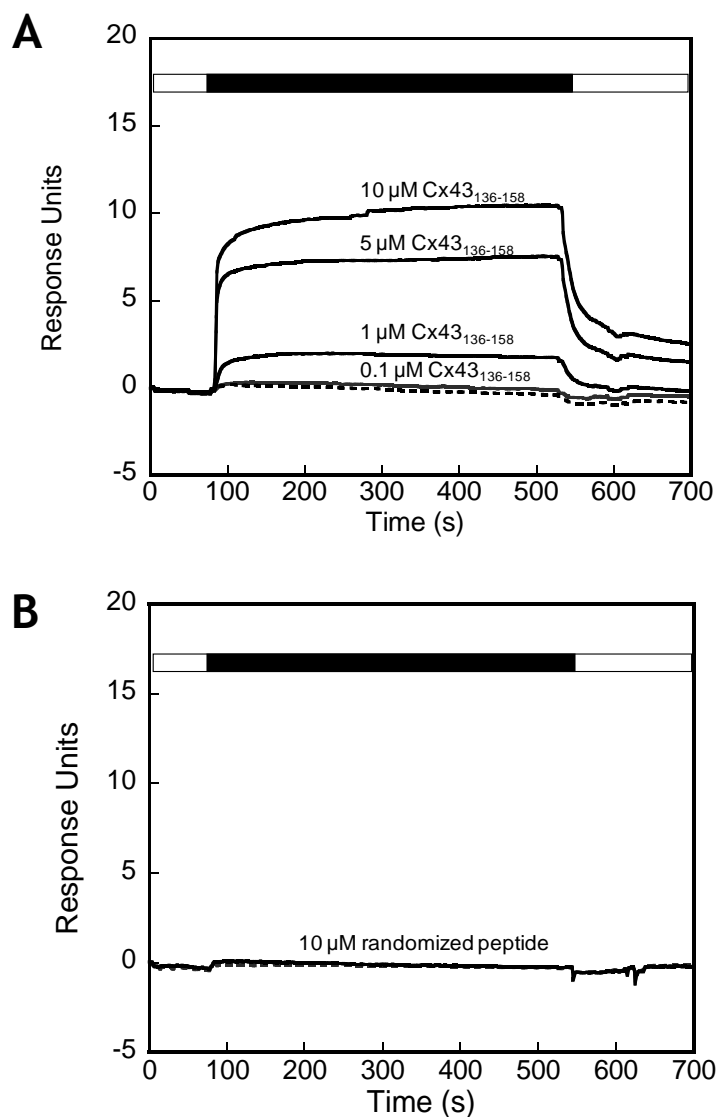 A
20
15
10
5
0
-5
Response Units
10 µM Cx43136-158
5 µM Cx43136-158
1 µM Cx43136-158
0.1 µM Cx43136-158
0 100 200 300 400 500 600 700
Time (s)
B
20
15
10
5
0
-5
Response Units
10 µM randomized peptide
0 100 200 300 400 500 600 700
Time (s)